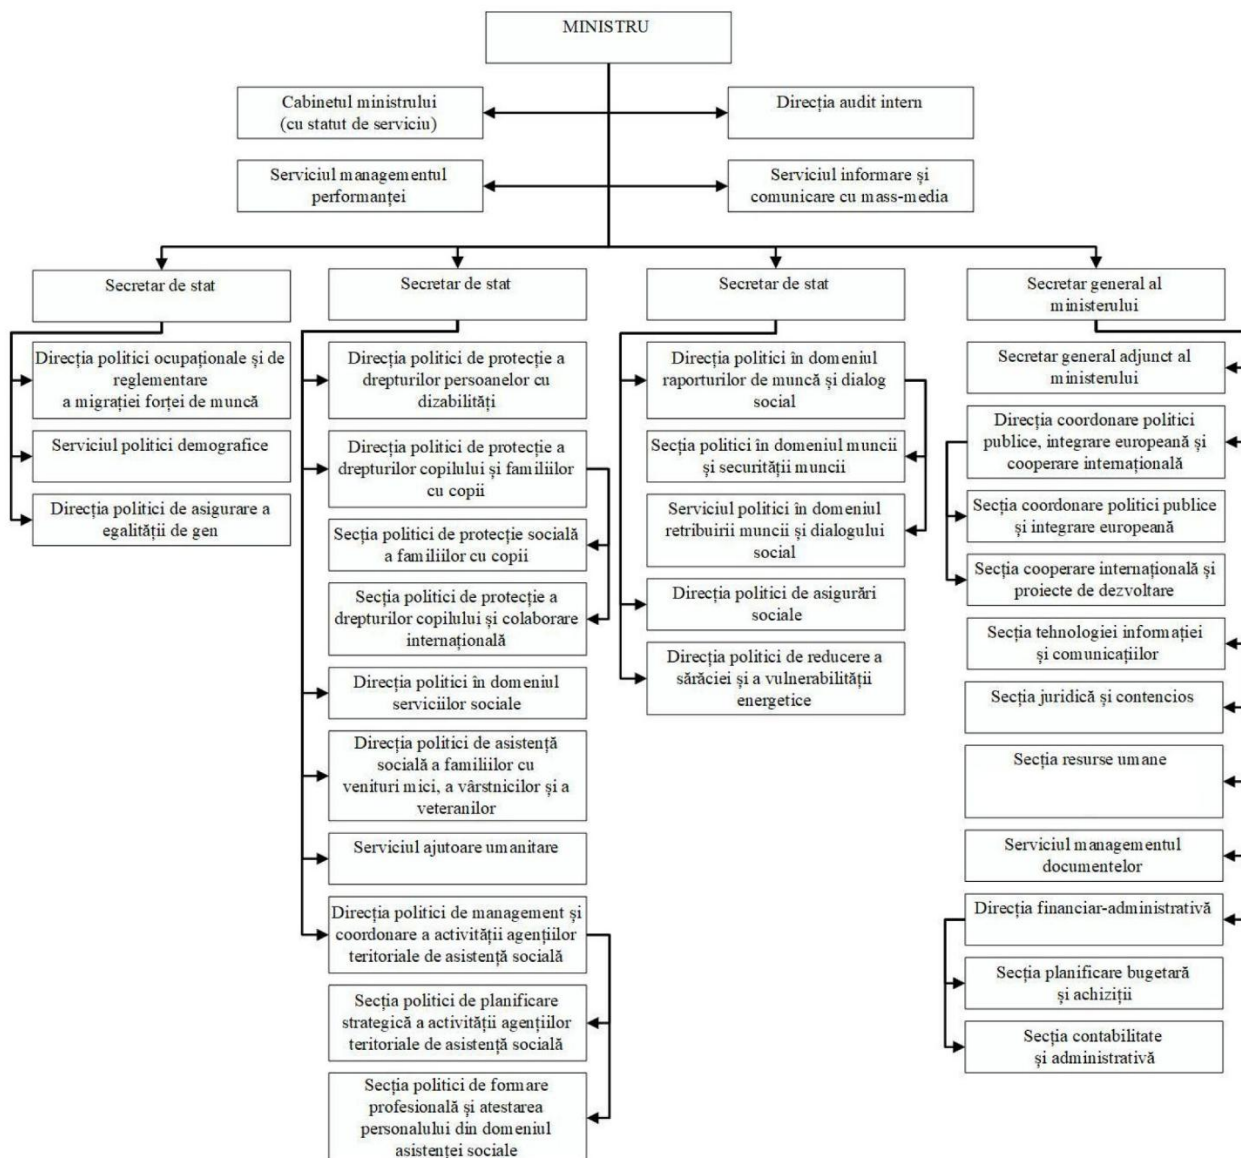 MINISTRU
Cabinetul ministrului
(cu statut de serviciu)
Direcția audit intern
Serviciul managementul
performanței
Serviciul informare și
comunicare cu mass-media
Secretar de stat
Direcția politici ocupaționale și de
reglementare
a migrației forței de muncă
Serviciul politici demografice
Direcția politici de asigurare a
egalității de gen
Secretar de stat
Direcția politici de protecție a
drepturilor persoanelor cu
dizabilități
Direcția politici de protecție a
drepturilor copilului și familiilor
cu copii
Secția politici de protecție socială
a familiilor cu copii
Secția politici de protecție a
drepturilor copilului și colaborare
internațională
Direcția politici în domeniul
serviciilor sociale
Direcția politici de asistență
socială a familiilor cu
venituri mici, a vârstnicilor și a
veteranilor
Serviciul ajutoare umanitare
Direcția politici de management și
coordonare a activității agențiilor
teritoriale de asistență socială
Secția politici de planificare
strategică a activității agențiilor
teritoriale de asistență socială
Secția politici de formare
profesională și atestarea
personalului din domeniul
asistenței sociale
Secretar de stat
Direcția politici în domeniul
raporturilor de muncă și dialog
social
Secția politici în domeniul muncii
și securității muncii
Serviciul politici în domeniul
retribuirii muncii și dialogului
social
Direcția politici de asigurări
sociale
Direcția politici de reducere a
sărăciei și a vulnerabilității
energetice
Secretar general al
ministerului
Secretar general adjunct al
ministerului
Direcția coordonare politici
publice, integrare europeană și
cooperare internațională
Secția coordonare politici publice
și integrare europeană
Secția cooperare internațională și
proiecte de dezvoltare
Secția tehnologiei informației
și comunicațiilor
Secția juridică și contencios
Secția resurse umane
Serviciul managementul
documentelor
Direcția financiar-administrativă
Secția planificare bugetară
și achiziții
Secția contabilitate
și administrativă